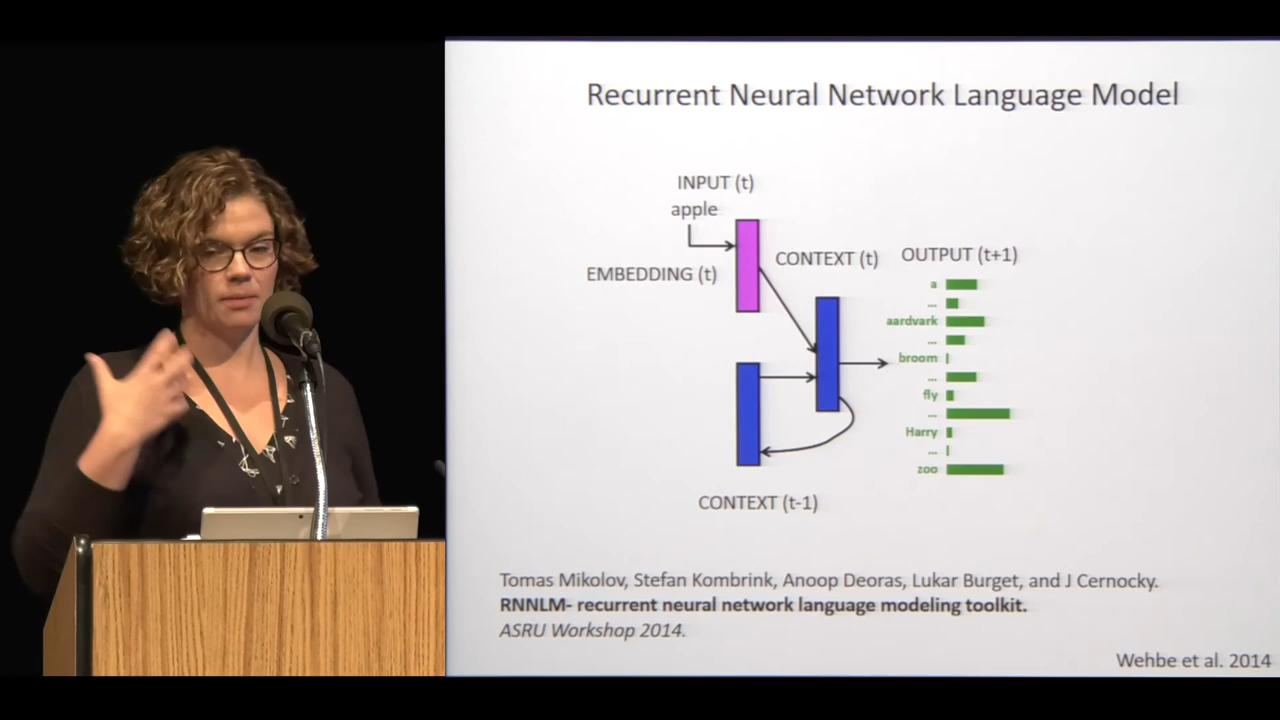 Recurrent Neural Network Language Model
INPUT (t)
apple
EMBEDDING (t)
CONTEXT (t)
OUTPUT (t+1)
a
...
aardvark
...
broom
...
fly
...
Harry
...
zoo
CONTEXT (t-1)
Tomas Mikolov, Stefan Kombrink, Anoop Deoras, Lukar Burget, and J Cernocky.
RNNLM- recurrent neural network language modeling toolkit.
ASRU Workshop 2014.
Wehbe et al. 2014